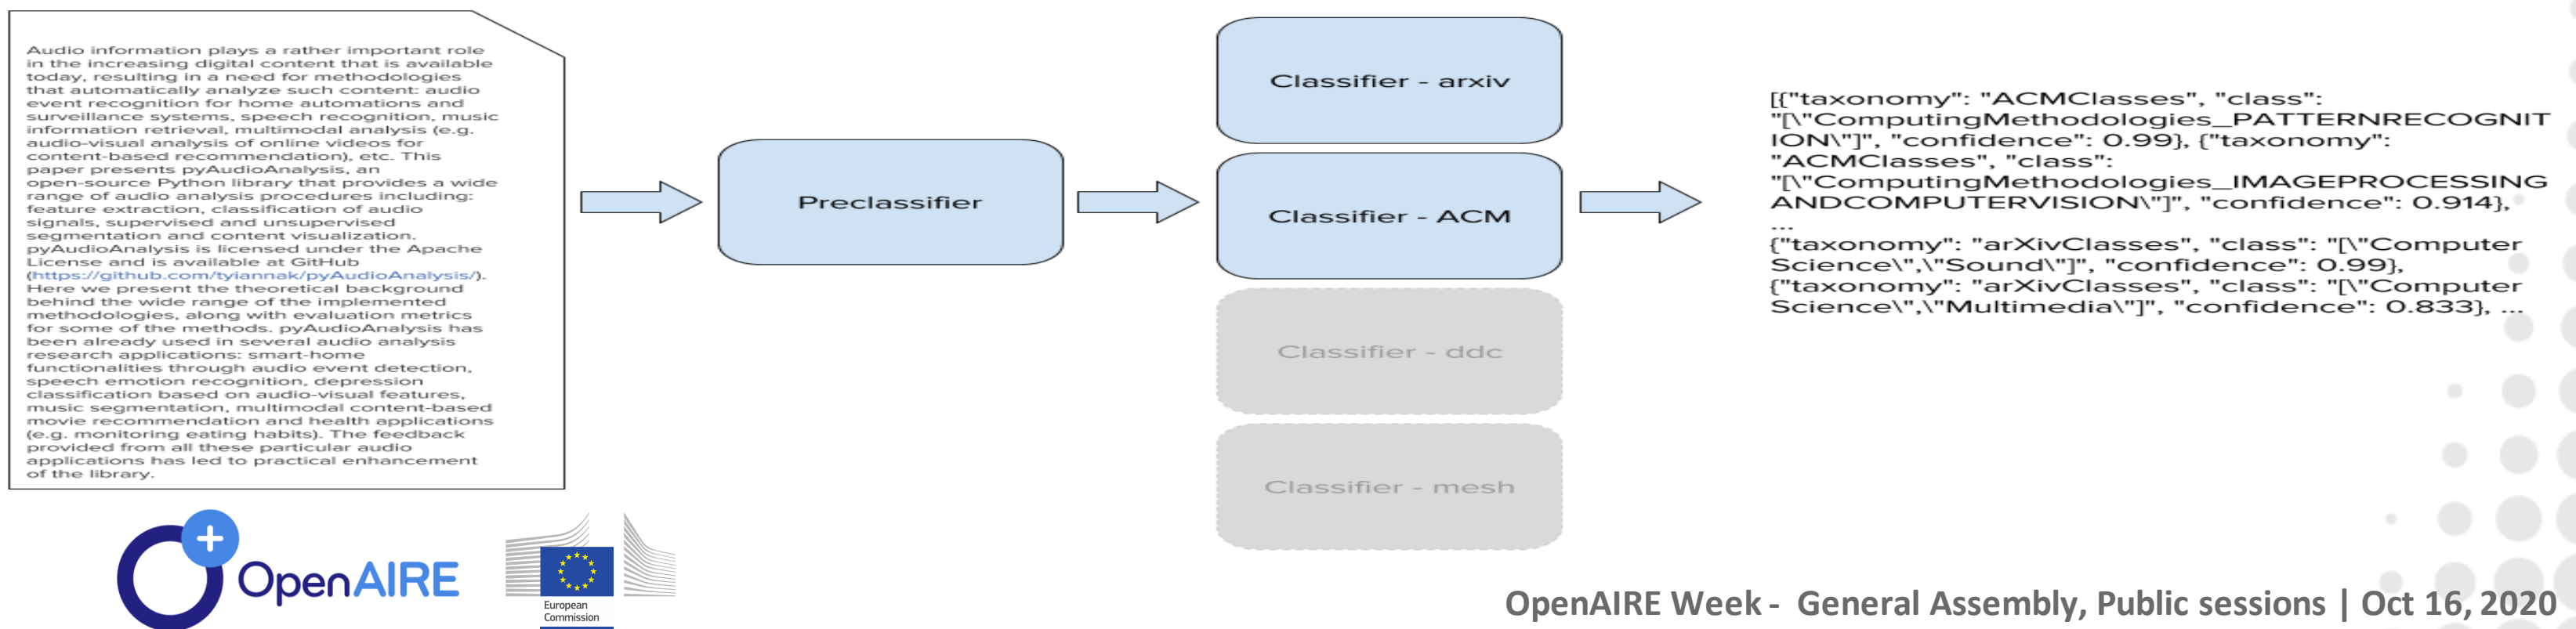 Audio information plays a rather important role
in the increasing digital content that is available
today, resulting in a need for methodologies
that automatically analyze such content: audio
event recognition for home automations and
surveillance systems, speech recognition, music
information retrieval, multimodal analysis (e.g.
audio-visual analysis of online videos for
content-based recommendation), etc. This
paper presents pyAudioAnalysis, an
open-source Python library that provides a wide
range of audio analysis procedures including:
feature extraction, classification of audio
signals, supervised and unsupervised
segmentation and content visualization.
pyAudioAnalysis is licensed under the Apache
License and is available at GitHub
(https://github.com/tyiannak/pyAudioAnalysis/).
Here we present the theoretical background
behind the wide range of the implemented
methodologies, along with evaluation metrics
for some of the methods. pyAudioAnalysis has
been already used in several audio analysis
research applications: smart-home
functionalities through audio event detection,
speech emotion recognition, depression
classification based on audio-visual features,
music segmentation, multimodal content-based
movie recommendation and health applications
(e.g. monitoring eating habits). The feedback
provided from all these particular audio
applications has led to practical enhancement
of the library.
Preclassifier
Classifier - arxiv
Classifier - ACM
Classifier - ddc
Classifier - mesh
[{"taxonomy": "ACMClasses", "class":
"[\"ComputingMethodologies_PATTERNRECOGNIT
ION\"]", "confidence": 0.99}, {"taxonomy":
"ACMClasses", "class":
"[\"ComputingMethodologies_IMAGEPROCESSING
ANDCOMPUTERVISION\"]", "confidence": 0.914},
...
{"taxonomy": "arXivClasses", "class": "[\"Computer
Science\",\"Sound\"]", "confidence": 0.99},
{"taxonomy": "arXivClasses", "class": "[\"Computer
Science\",\"Multimedia\"]", "confidence": 0.833}, ...
OpenAIRE
European
Commission
OpenAIRE Week - General Assembly, Public sessions | Oct 16, 2020